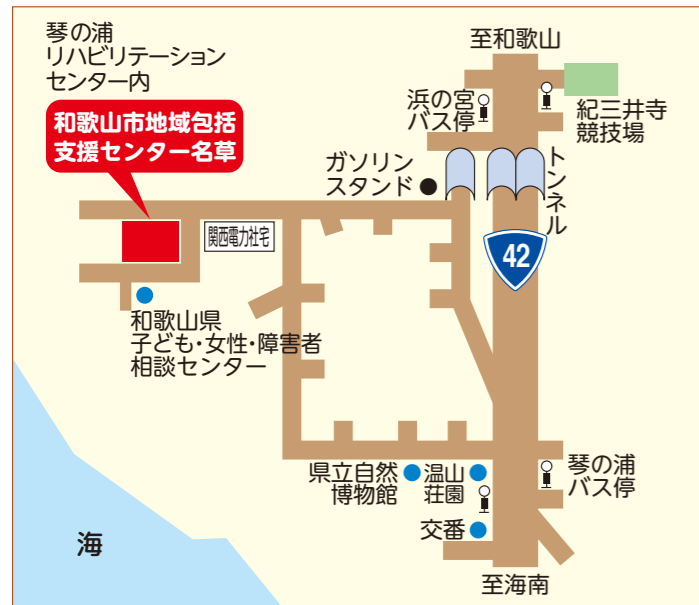 琴の浦
リハビリテーション
センター内
和歌山市地域包括
支援センター名草
至和歌山
浜の宮
バス停
紀三井寺
競技場
ガソリン
スタンド
トンネル
関西電力社宅
42
和歌山県
子ども・女性・障害者
相談センター
県立自然
博物館
温山
荘園
琴の浦
バス停
交番
海
至海南